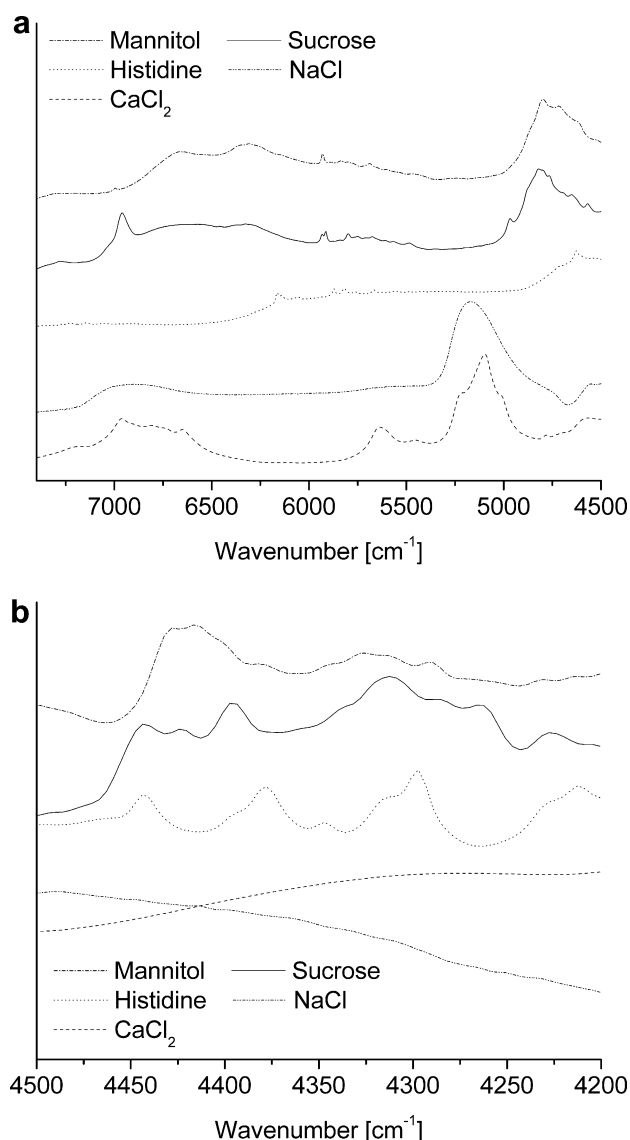 a
Mannitol Sucrose
Histidine NaCl
CaCl2
7000 6500 6000 5500 5000 4500
Wavenumber [cm-1]
b
Mannitol Sucrose
Histidine NaCl
CaCl2
4500 4450 4400 4350 4300 4250 4200
Wavenumber [cm-1]